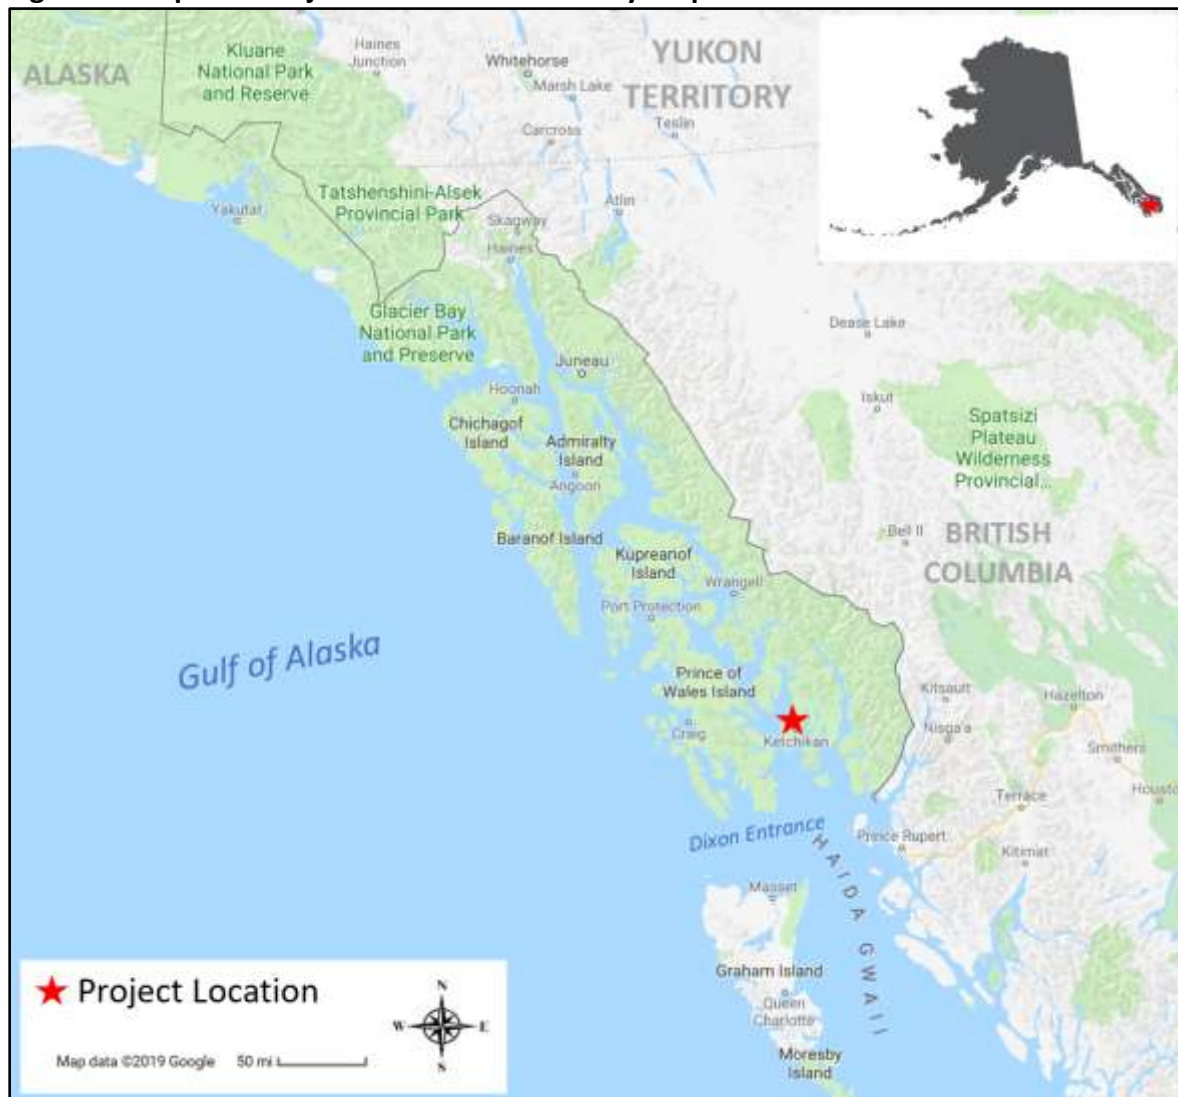 Kluane
National Park
and Reserve
Haines
Junction
Whitehorse
YUKON
TERRITORY
ALASKA
Marsh Lake
Carcross
Teslin
Tatshenshini-Alsek
Provincial Park
Yakutat
Skagway
Atlin
Haines
Glacier Bay
National Park
and Preserve
Dease Lake
Juneau
Hoonah
Iskut
Chichagof
Island
Admiralty
Island
Spatsizi
Plateau
Wilderness
Provincial...
Angoon
Baranof Island
Kupreanof
Island
Bell II
BRITISH
COLUMBIA
Wrangell
Port Protection
Gulf of Alaska
Prince of
Wales Island
Kitsault
Hazelton
Craig
Ketchikan
Nisga'a
Smithers
Terrace
Housto
Dixon Entrance
Prince Rupert
Kitimat
HAIDA GWAII
Masset
Graham Island
Queen
Charlotte
Moresby
Island
Project Location
N
W E
S
Map data ©2019 Google 50 mi